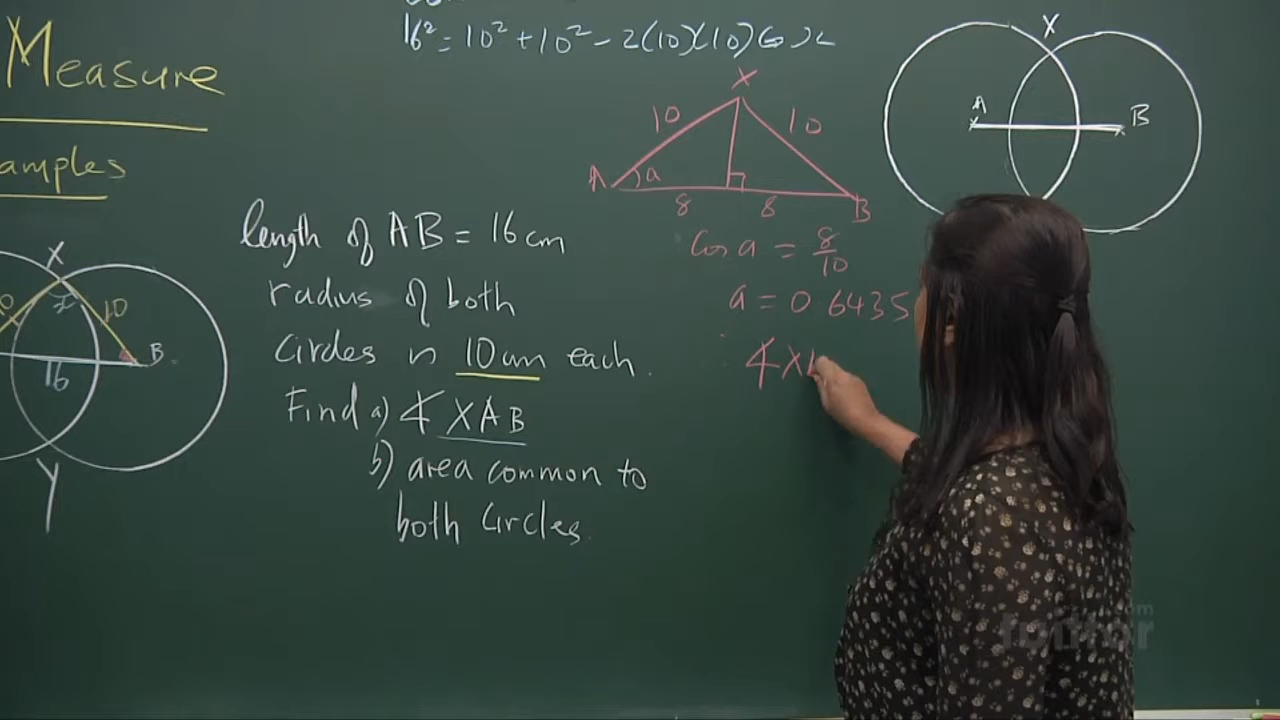 16² = 10² + 10² - 2(10)(10) Cos x
Measure
amples
X
10
x
B
16
Y
length of AB = 16 cm
radius of both
Circles is 10 cm each.
Find a) ∡ XAB
b) area common to
both Circles.
X
10
10
A
a
8
8
B
Cos a = 8/10
a = 0.6435
∡ X
X
A
B
tuittor
.com